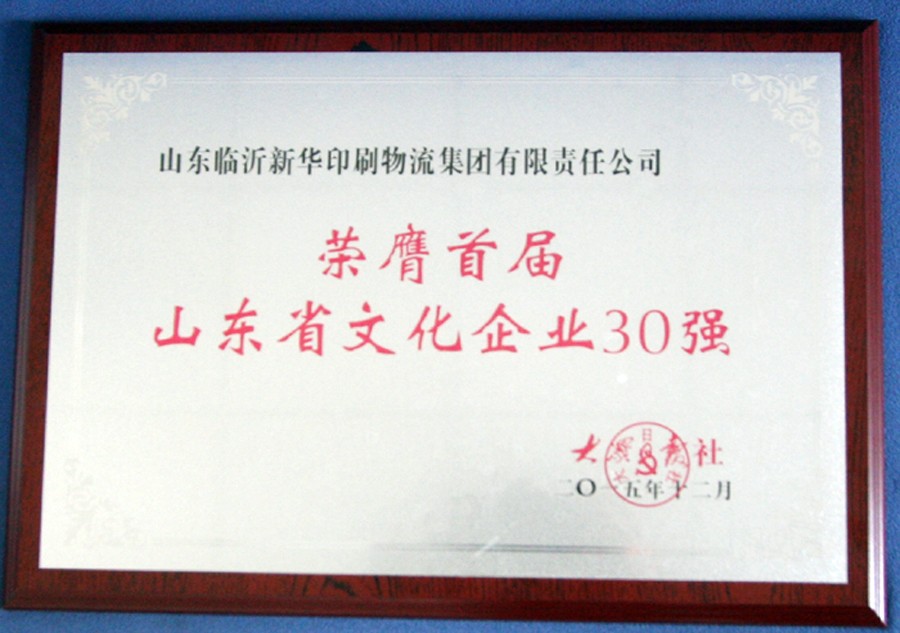 山东临沂新华印刷物流集团有限责任公司
荣膺首届
山东省文化企业30强
大众日报社
二〇一五年十二月